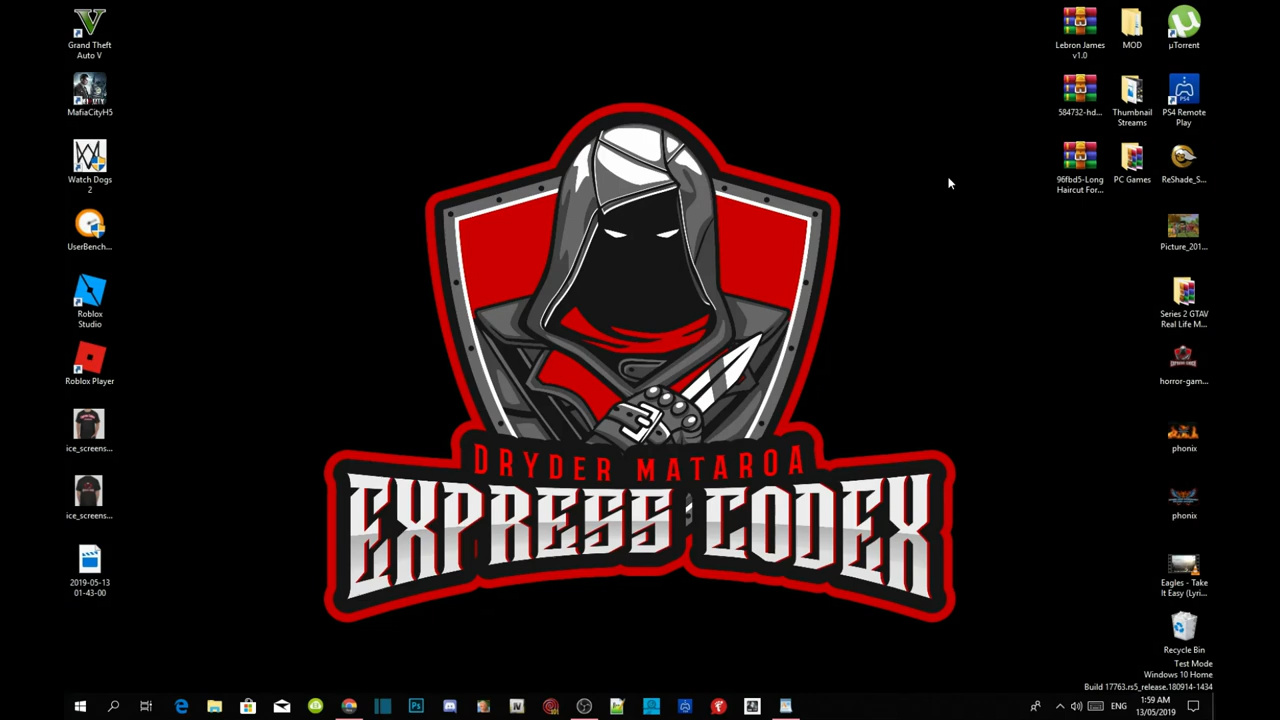 Grand Theft
Auto V
MafiaCityH5
Watch Dogs
2
UserBench...
Roblox
Studio
Roblox Player
ice_screens...
ice_screens...
2019-05-13
01-43-00
DRYDER MATAROA
EXPRESS CODEX
Lebron James
v1.0
MOD
µTorrent
584732-hd...
Thumbnail
Streams
PS4 Remote
Play
96fbd5-Long
Haircut For...
PC Games
ReShade_S...
Picture_201...
Series 2 GTAV
Real Life M...
horror-gam...
phonix
phonix
Eagles - Take
It Easy (Lyri...
Recycle Bin
Test Mode
Windows 10 Home
Build 17763.rs5_release.180914-1434
ENG
1:59 AM
13/05/2019